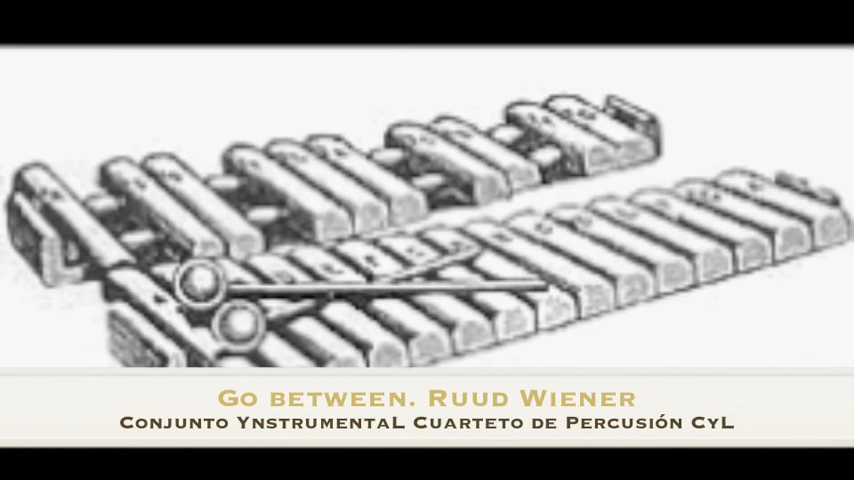 Go between. Ruud Wiener
Conjunto YnstrumentaL Cuarteto de Percusión CyL